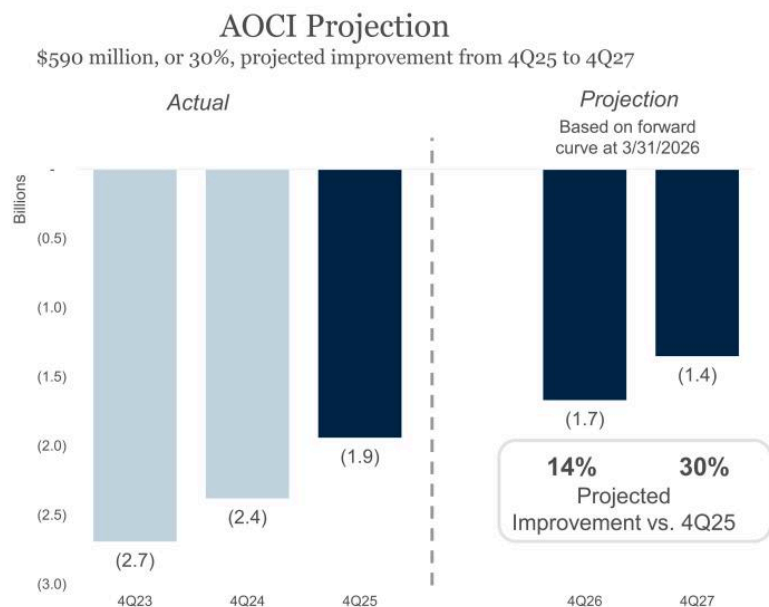 AOCI Projection
$590 million, or 30%, projected improvement from 4Q25 to 4Q27
Actual
Projection
Based on forward
curve at 3/31/2026
Billions
-
(0.5)
(1.0)
(1.5)
(2.0)
(2.5)
(3.0)
(2.7)
(2.4)
(1.9)
(1.7)
(1.4)
14% 30%
Projected
Improvement vs. 4Q25
4Q23 4Q24 4Q25 4Q26 4Q27